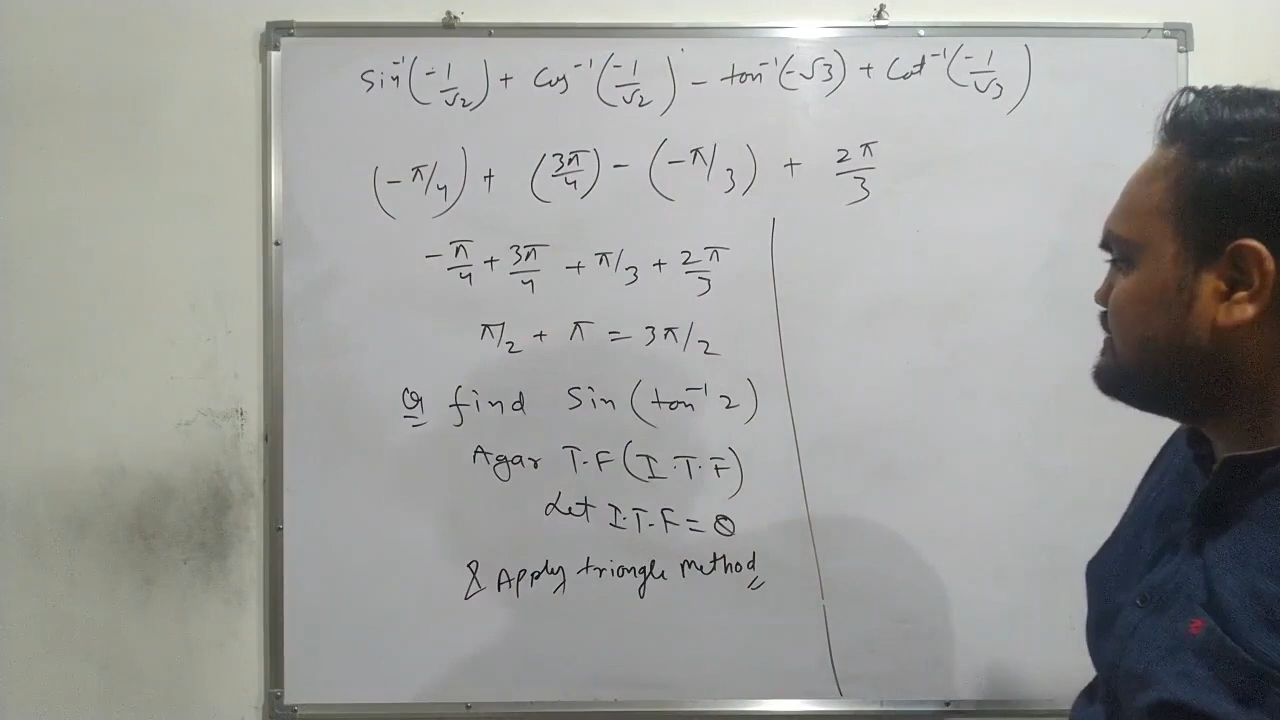 Sin⁻¹(-1/√2) + Cos⁻¹(-1/√2) - tan⁻¹(-√3) + Cot⁻¹(-1/√3)
(-π/4) + (3π/4) - (-π/3) + 2π/3
-π/4 + 3π/4 + π/3 + 2π/3
π/2 + π = 3π/2
Q find Sin(tan⁻¹ 2)
Agar T.F(I.T.F)
Let I.T.F = θ
& Apply triangle method